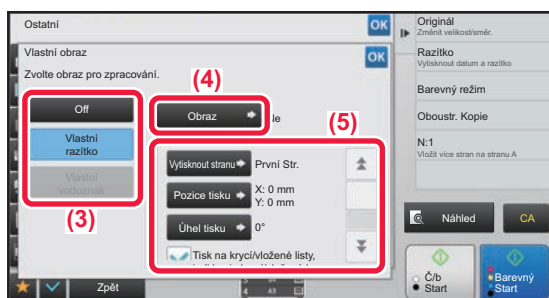 Ostatní
OK
Vlastní obraz
OK
Zvolte obraz pro zpracování.
(4)
Off
Vlastní
razítko
Vlastní
vodoznak
(3)
Obraz
le
(5)
Vytisknout stranu
První Str.
Pozice tisku
X: 0 mm
Y: 0 mm
Úhel tisku
0°
Tisk na krycí/vložené listy,
Zpět
A3
Originál
Změnit velikost/směr.
Razítko
Vytisknout datum a razítko
Barevný režim
Oboustr. Kopie
N:1
Vložit více stran na stranu A
Náhled
CA
Č/b
Start
Barevný
Start